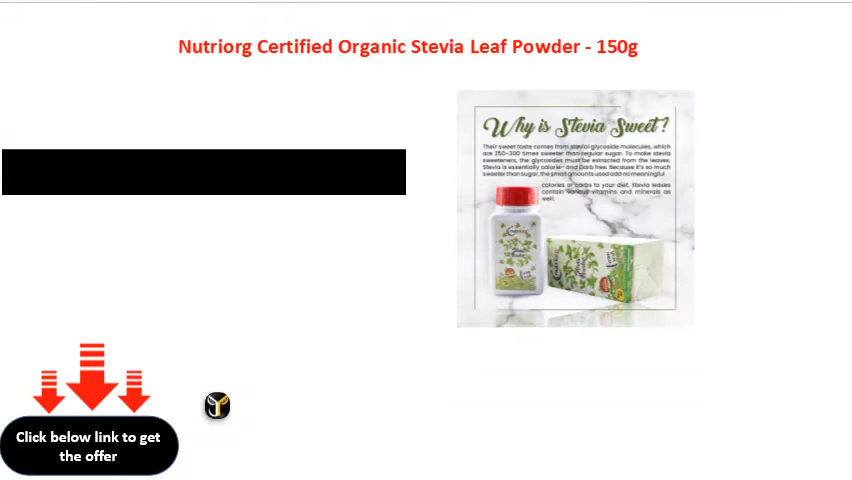 Nutriorg Certified Organic Stevia Leaf Powder - 150g
Why is Stevia Sweet?
Their sweet taste comes from steviol glycoside molecules, which
are 250-300 times sweeter than regular sugar. To make stevia
sweeteners, the glycosides must be extracted from the leaves.
Stevia is essentially calorie- and carb free. Because it's so much
sweeter than sugar, the small amounts used add no meaningful
calories or carbs to your diet. Stevia leaves
contain various vitamins and minerals as
well.
Click below link to get
the offer